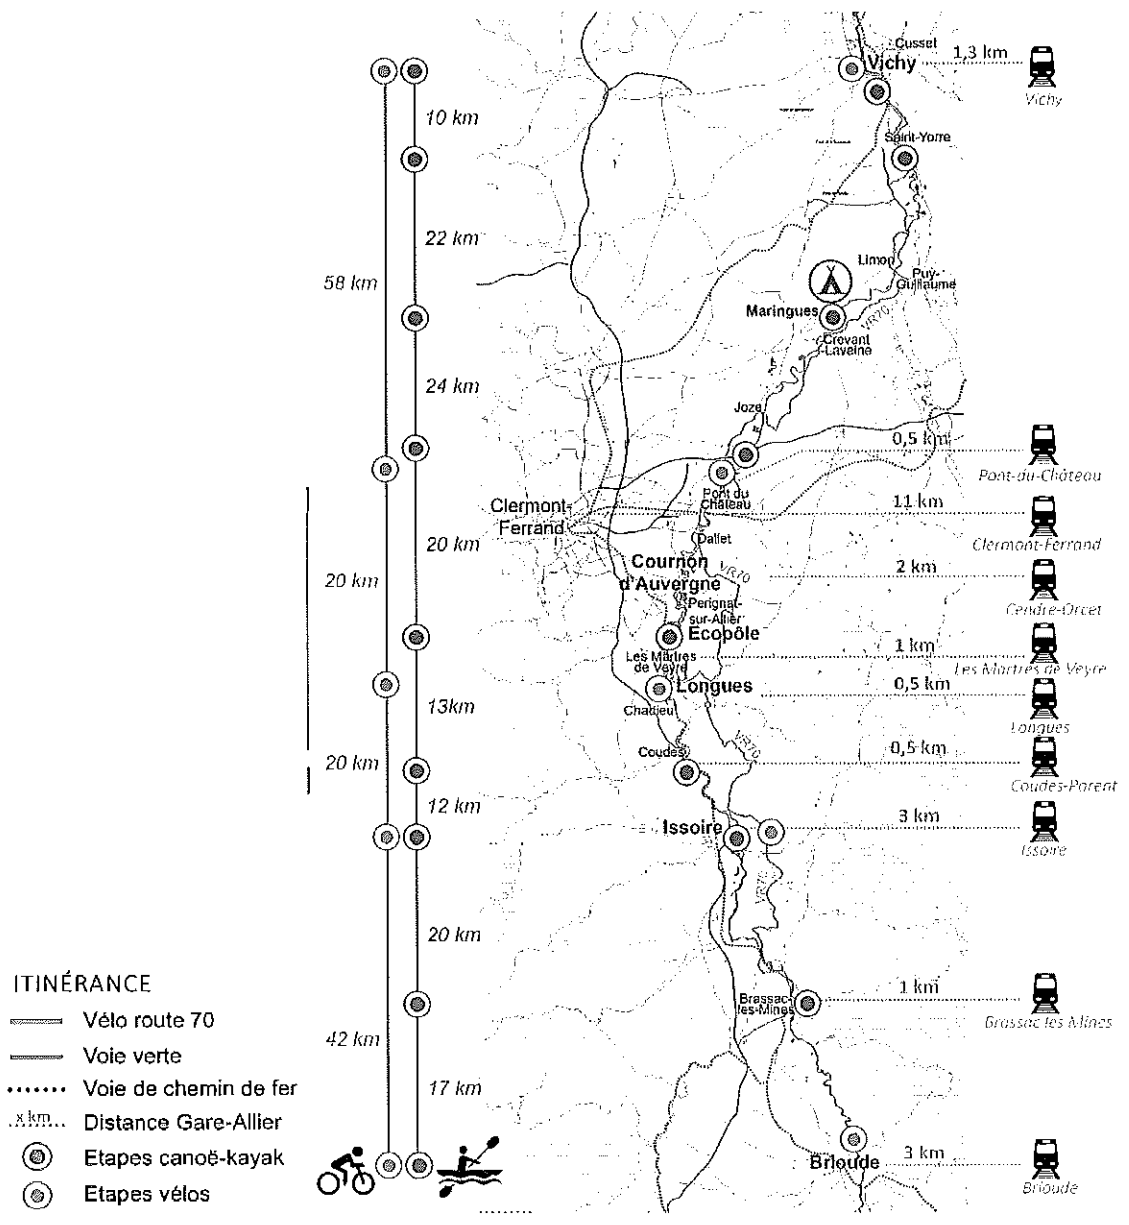 Cusset
Vichy
1,3 km
Vichy
10 km
Saint-Yorre
22 km
58 km
Limon
Puy-
Guillaume
Maringues
VR70
Crevant
-Laveine
24 km
Joze
0,5 km
Pont-du-Château
Pont du
Château
Clermont-
Ferrand
11 km
Clermont-Ferrand
20 km
Dallet
Cournon
d'Auvergne
VR70
2 km
Cendre-Orcet
20 km
Perignat-
sur-Allier
Ecopôle
Les Martres
de Veyre
1 km
Les Martres de Veyre
Longues
0,5 km
Longues
13km
Chadieu
VR70
Coudes
0,5 km
Coudes-Parent
20 km
12 km
Issoire
3 km
Issoire
VR70
20 km
Brassac-
les-Mines
1 km
Brassac les Mines
42 km
17 km
Brioude
3 km
Brioude
ITINÉRANCE
Vélo route 70
Voie verte
Voie de chemin de fer
x km
Distance Gare-Allier
Etapes canoë-kayak
Etapes vélos